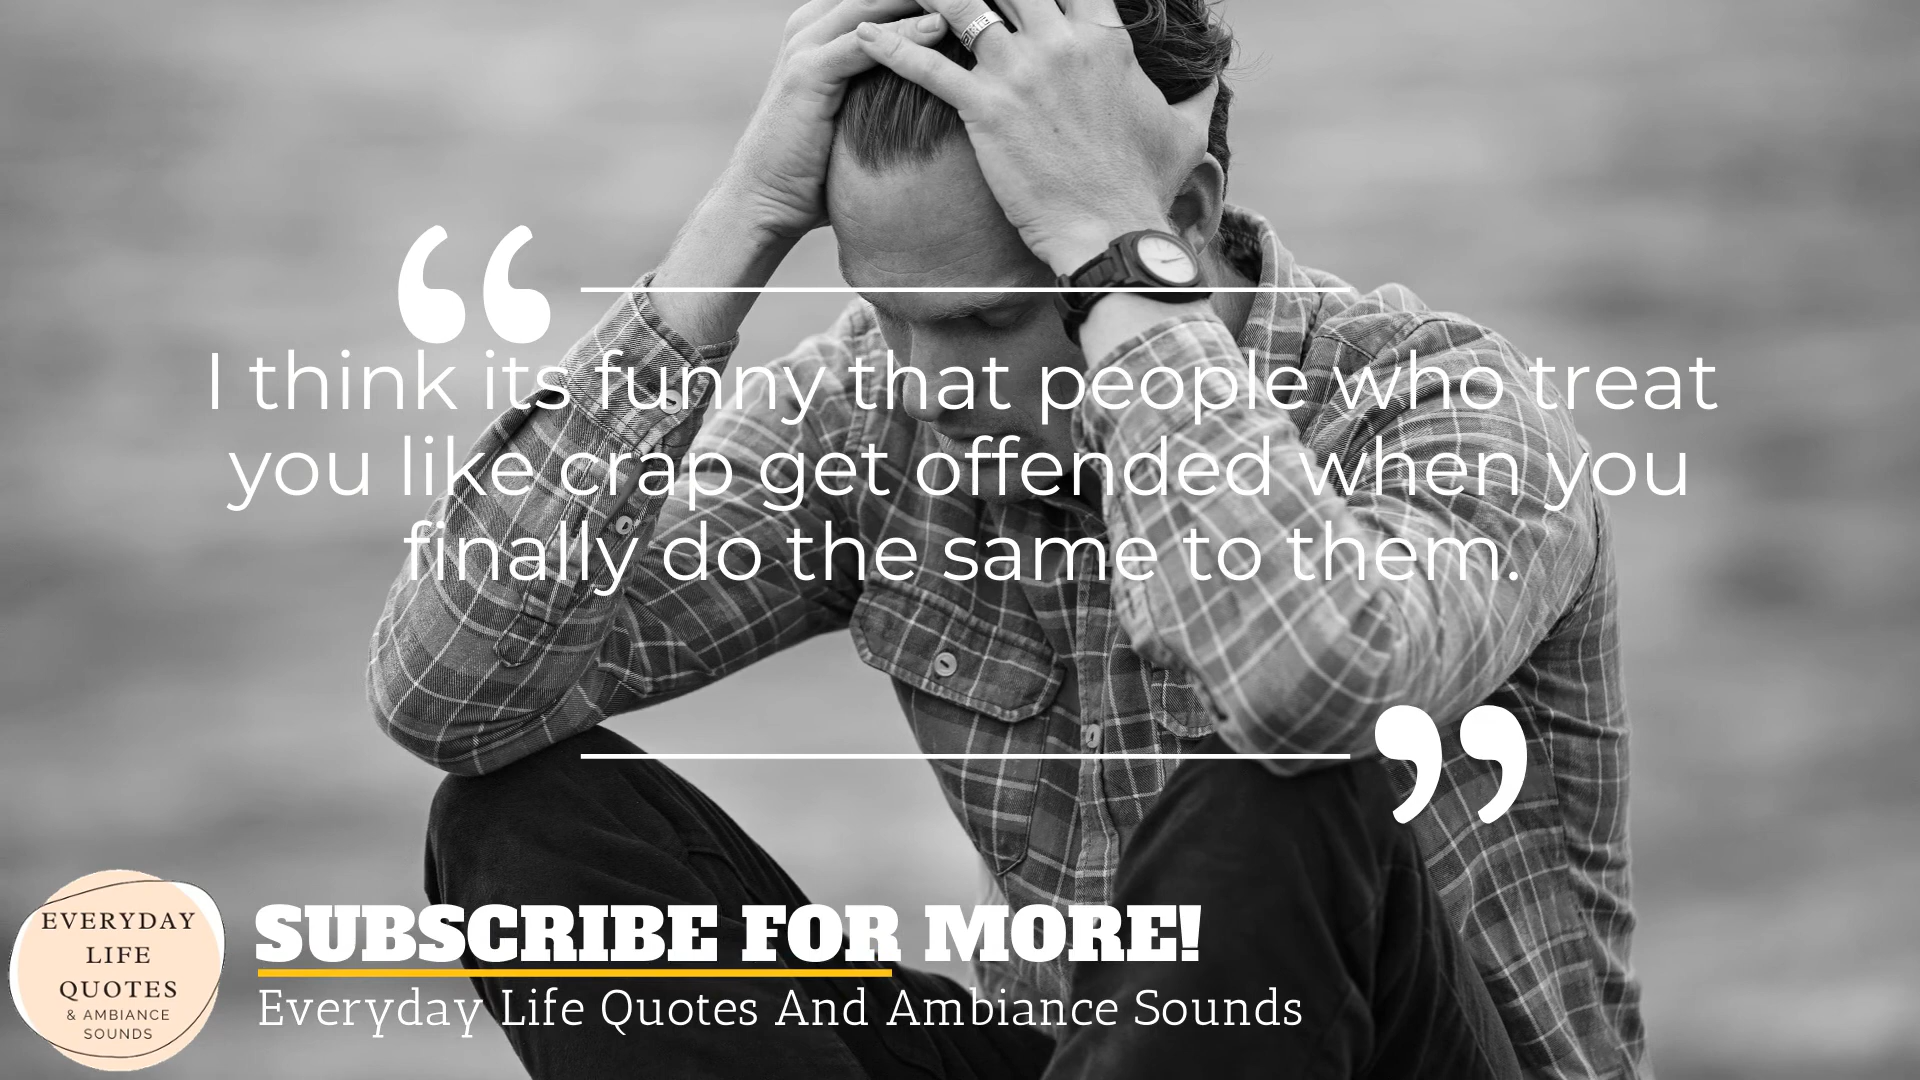 “
I think its funny that people who treat
you like crap get offended when you
finally do the same to them.
”
EVERYDAY
LIFE
QUOTES
& AMBIANCE
SOUNDS
SUBSCRIBE FOR MORE!
Everyday Life Quotes And Ambiance Sounds